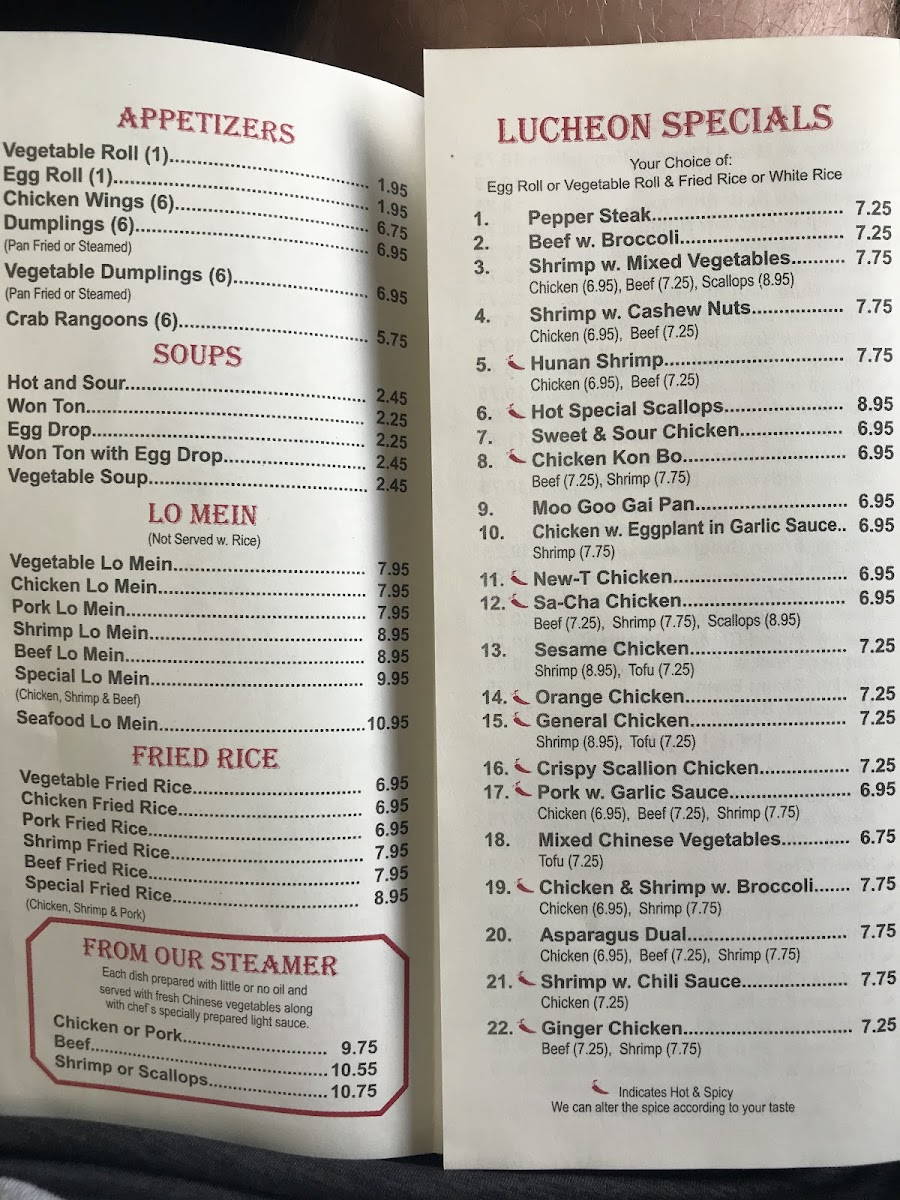 APPETIZERS
Vegetable Roll (1)........................................ 1.95
Egg Roll (1)........................................ 1.95
Chicken Wings (6)........................................ 6.75
Dumplings (6)........................................ 6.95
(Pan Fried or Steamed)
Vegetable Dumplings (6)........................... 6.95
(Pan Fried or Steamed)
Crab Rangoons (6)................................... 5.75
SOUPS
Hot and Sour........................................ 2.45
Won Ton........................................ 2.25
Egg Drop........................................ 2.25
Won Ton with Egg Drop........................ 2.45
Vegetable Soup.................................... 2.45
LO MEIN
(Not Served w. Rice)
Vegetable Lo Mein................................ 7.95
Chicken Lo Mein................................... 7.95
Pork Lo Mein........................................ 7.95
Shrimp Lo Mein.................................... 8.95
Beef Lo Mein........................................ 8.95
Special Lo Mein.................................... 9.95
(Chicken, Shrimp & Beef)
Seafood Lo Mein...................................10.95
FRIED RICE
Vegetable Fried Rice............................. 6.95
Chicken Fried Rice................................ 6.95
Pork Fried Rice..................................... 6.95
Shrimp Fried Rice................................. 7.95
Beef Fried Rice..................................... 7.95
Special Fried Rice................................. 8.95
(Chicken, Shrimp & Pork)
FROM OUR STEAMER
Each dish prepared with little or no oil and
served with fresh Chinese vegetables along
with chef's specially prepared light sauce.
Chicken or Pork......................... 9.75
Beef........................................10.55
Shrimp or Scallops....................10.75
LUCHEON SPECIALS
Your Choice of:
Egg Roll or Vegetable Roll & Fried Rice or White Rice
1. Pepper Steak................................... 7.25
2. Beef w. Broccoli.............................. 7.25
3. Shrimp w. Mixed Vegetables.......... 7.75
Chicken (6.95), Beef (7.25), Scallops (8.95)
4. Shrimp w. Cashew Nuts................. 7.75
Chicken (6.95), Beef (7.25)
5. Hunan Shrimp................................. 7.75
Chicken (6.95), Beef (7.25)
6. Hot Special Scallops...................... 8.95
7. Sweet & Sour Chicken................... 6.95
8. Chicken Kon Bo.............................. 6.95
Beef (7.25), Shrimp (7.75)
9. Moo Goo Gai Pan............................ 6.95
10. Chicken w. Eggplant in Garlic Sauce.. 6.95
Shrimp (7.75)
11. New-T Chicken................................ 6.95
12. Sa-Cha Chicken.............................. 6.95
Beef (7.25), Shrimp (7.75), Scallops (8.95)
13. Sesame Chicken............................. 7.25
Shrimp (8.95), Tofu (7.25)
14. Orange Chicken.............................. 7.25
15. General Chicken............................. 7.25
Shrimp (8.95), Tofu (7.25)
16. Crispy Scallion Chicken................. 7.25
17. Pork w. Garlic Sauce...................... 6.95
Chicken (6.95), Beef (7.25), Shrimp (7.75)
18. Mixed Chinese Vegetables............. 6.75
Tofu (7.25)
19. Chicken & Shrimp w. Broccoli....... 7.75
Chicken (6.95), Shrimp (7.75)
20. Asparagus Dual.............................. 7.75
Chicken (6.95), Beef (7.25), Shrimp (7.75)
21. Shrimp w. Chili Sauce.................... 7.75
Chicken (7.25)
22. Ginger Chicken............................... 7.25
Beef (7.25), Shrimp (7.75)
Indicates Hot & Spicy
We can alter the spice according to your taste